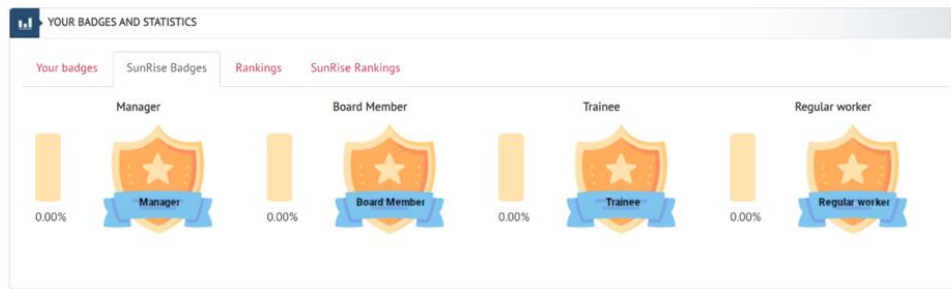 YOUR BADGES AND STATISTICS
Your badges SunRise Badges Rankings SunRise Rankings
Manager Board Member Trainee Regular worker
Manager Board Member Trainee Regular worker
0.00% 0.00% 0.00% 0.00%